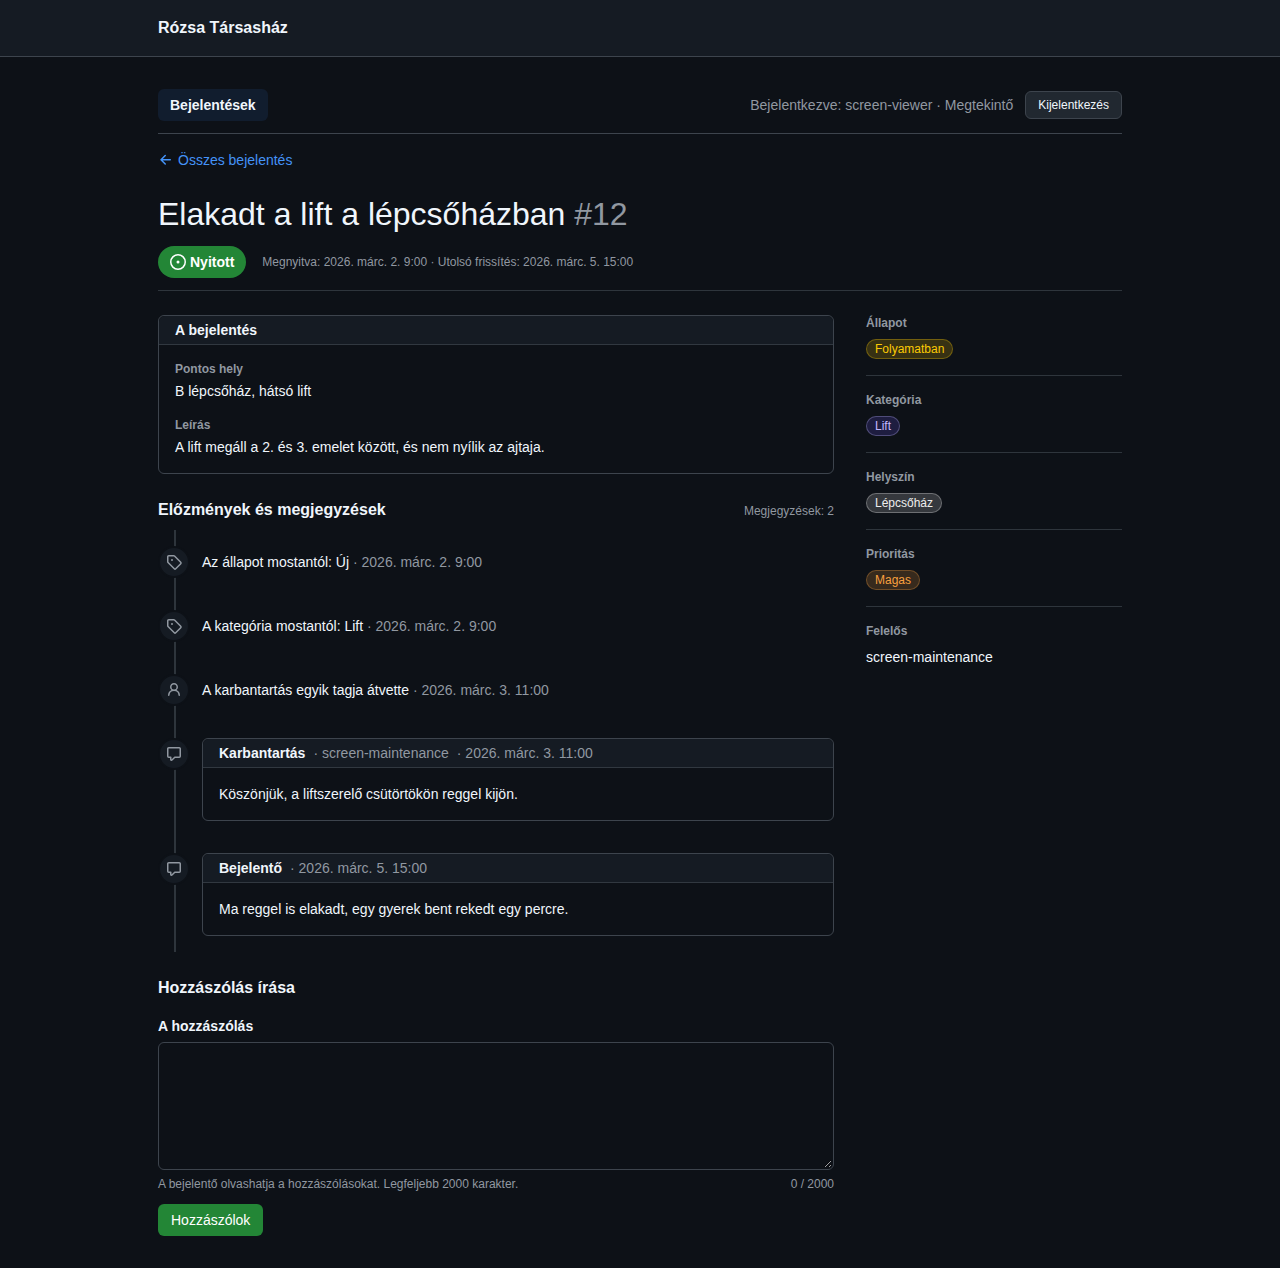 Rózsa Társasház
Bejelentések
Bejelentkezve: screen-viewer · Megtekintő
Kijelentkezés
← Összes bejelentés
Elakadt a lift a lépcsőházban #12
Nyitott
Megnyitva: 2026. márc. 2. 9:00 · Utolsó frissítés: 2026. márc. 5. 15:00
A bejelentés
Pontos hely
B lépcsőház, hátsó lift
Leírás
A lift megáll a 2. és 3. emelet között, és nem nyílik az ajtaja.
Állapot
Folyamatban
Kategória
Lift
Helyszín
Lépcsőház
Prioritás
Magas
Felelős
screen-maintenance
Előzmények és megjegyzések
Megjegyzések: 2
Az állapot mostantól: Új · 2026. márc. 2. 9:00
A kategória mostantól: Lift · 2026. márc. 2. 9:00
A karbantartás egyik tagja átvette · 2026. márc. 3. 11:00
Karbantartás · screen-maintenance · 2026. márc. 3. 11:00
Köszönjük, a liftszerelő csütörtökön reggel kijön.
Bejelentő · 2026. márc. 5. 15:00
Ma reggel is elakadt, egy gyerek bent rekedt egy percre.
Hozzászólás írása
A hozzászólás
A bejelentő olvashatja a hozzászólásokat. Legfeljebb 2000 karakter.
0 / 2000
Hozzászólok